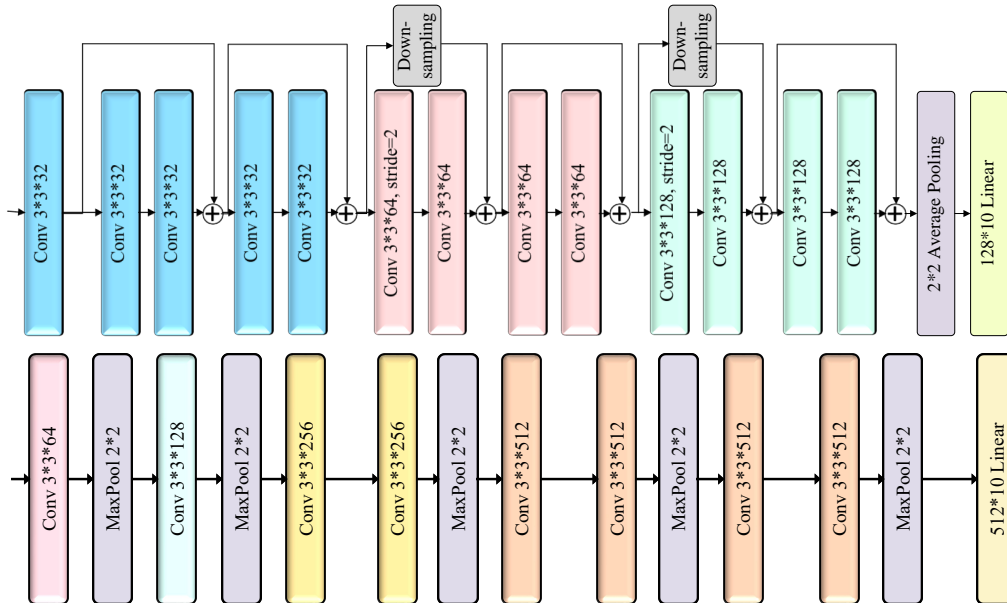 Down-
sampling
Down-
sampling
Conv 3*3*32
Conv 3*3*32
Conv 3*3*32
Conv 3*3*32
Conv 3*3*32
Conv 3*3*64, stride=2
Conv 3*3*64
Conv 3*3*64
Conv 3*3*64
Conv 3*3*128, stride=2
Conv 3*3*128
Conv 3*3*128
Conv 3*3*128
2*2 Average Pooling
128*10 Linear
Conv 3*3*64
MaxPool 2*2
Conv 3*3*128
MaxPool 2*2
Conv 3*3*256
Conv 3*3*256
MaxPool 2*2
Conv 3*3*512
Conv 3*3*512
MaxPool 2*2
Conv 3*3*512
Conv 3*3*512
MaxPool 2*2
512*10 Linear